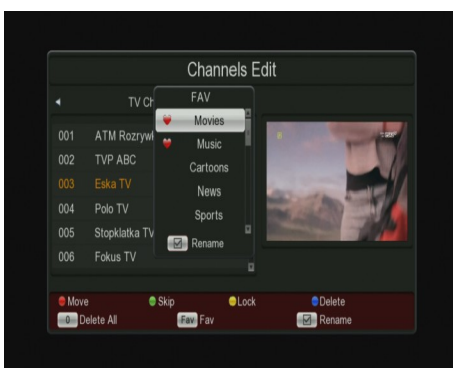 Channels Edit
TV Ch
FAV
Movies
Music
Cartoons
News
Sports
Rename
001 ATM Rozryw
002 TVP ABC
003 Eska TV
004 Polo TV
005 Stopklatka TV
006 Fokus TV
Move Skip Lock Delete
0 Delete All Fav Fav Rename